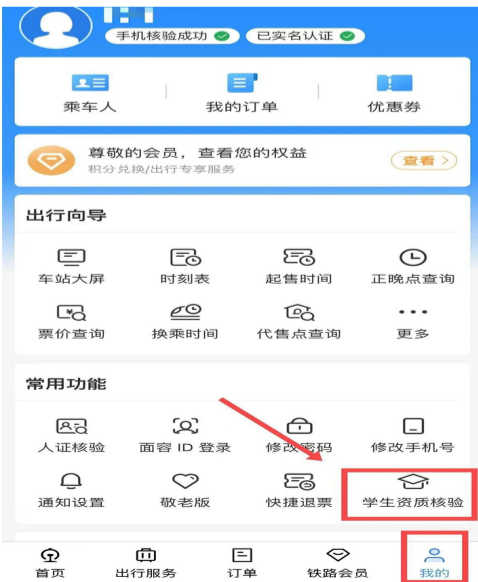 手机核验成功 已实名认证
乘车人 我的订单 优惠券
尊敬的会员，查看您的权益
积分兑换/出行专享服务
查看 >
出行向导
车站大屏 时刻表 起售时间 正晚点查询
票价查询 换乘时间 代售点查询 更多
常用功能
人证核验 面容 ID 登录 修改密码 修改手机号
通知设置 敬老版 快捷退票 学生资质核验
首页 出行服务 订单 铁路会员 我的